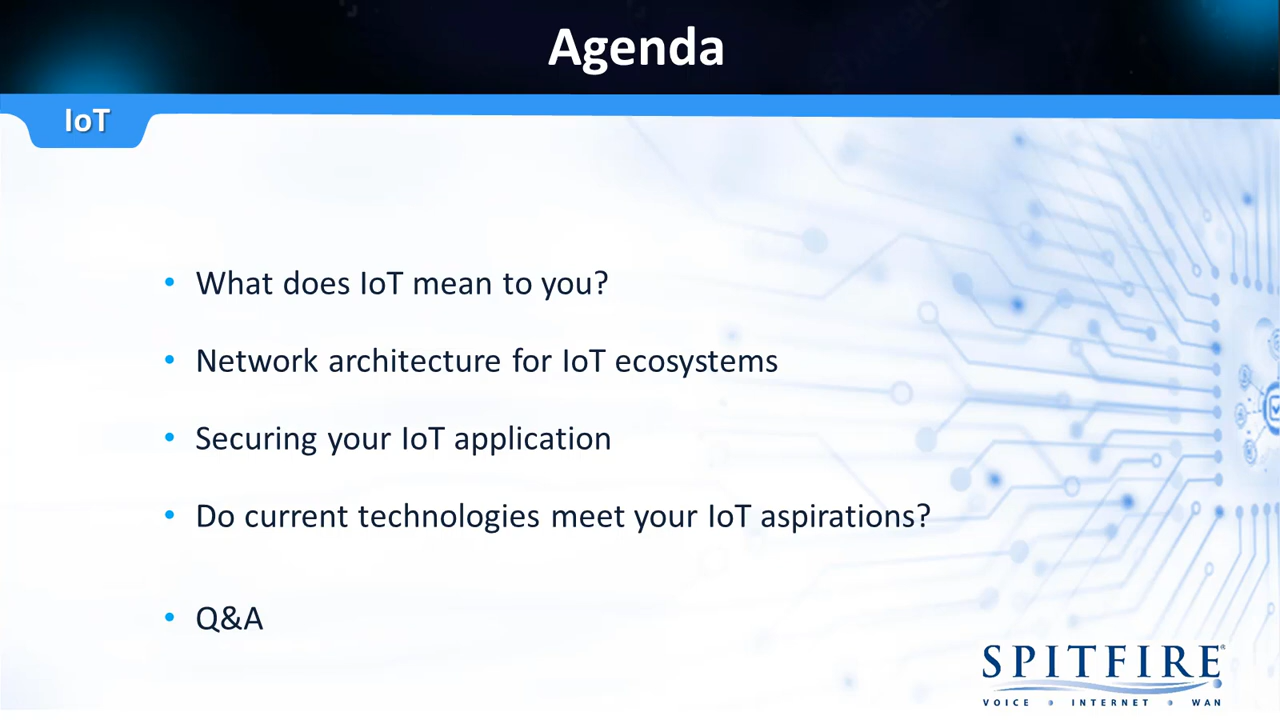 Agenda
IoT
• What does IoT mean to you?
• Network architecture for IoT ecosystems
• Securing your IoT application
• Do current technologies meet your IoT aspirations?
• Q&A
SPITFIRE®
VOICE • INTERNET • WAN